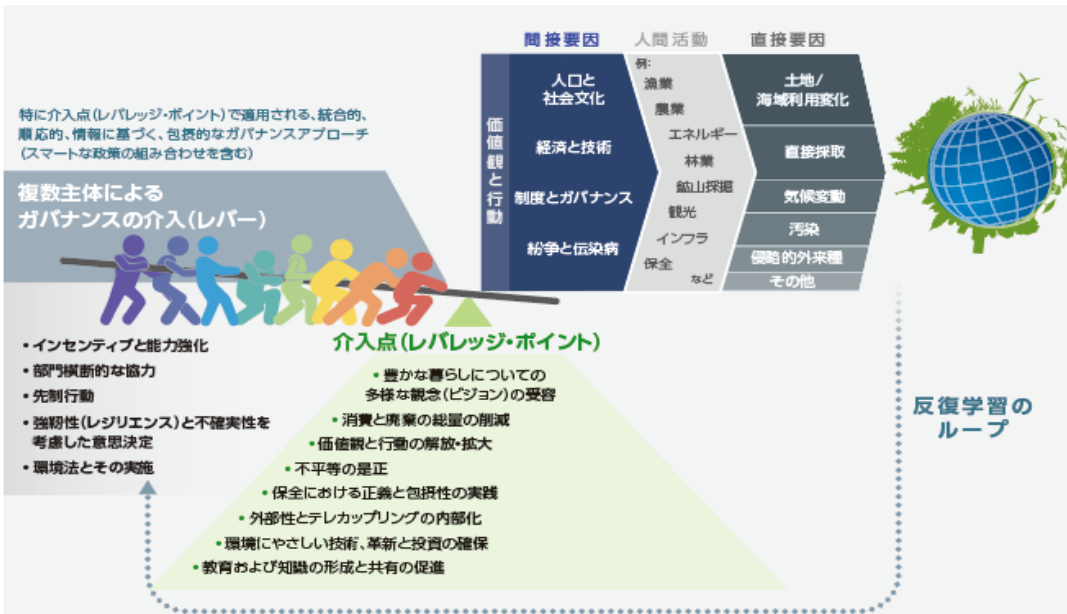 特に介入点(レバレッジ・ポイント)で適用される、統合的、
順応的、情報に基づく、包摂的なガバナンスアプローチ
(スマートな政策の組み合わせを含む)
複数主体による
ガバナンスの介入(レバー)
・インセンティブと能力強化
・部門横断的な協力
・先制行動
・強靭性(レジリエンス)と不確実性を
考慮した意思決定
・環境法とその実施
価値観と行動
間接要因
人口と
社会文化
経済と技術
制度とガバナンス
紛争と伝染病
人間活動
例:
漁業
農業
エネルギー
林業
鉱山採掘
観光
インフラ
保全
など
直接要因
土地/
海域利用変化
直接採取
気候変動
汚染
侵略的外来種
その他
介入点(レバレッジ・ポイント)
・豊かな暮らしについての
多様な観念(ビジョン)の受容
・消費と廃棄の総量の削減
・価値観と行動の解放・拡大
・不平等の是正
・保全における正義と包摂性の実践
・外部性とテレカップリングの内部化
・環境にやさしい技術、革新と投資の確保
・教育および知識の形成と共有の促進
反復学習の
ループ